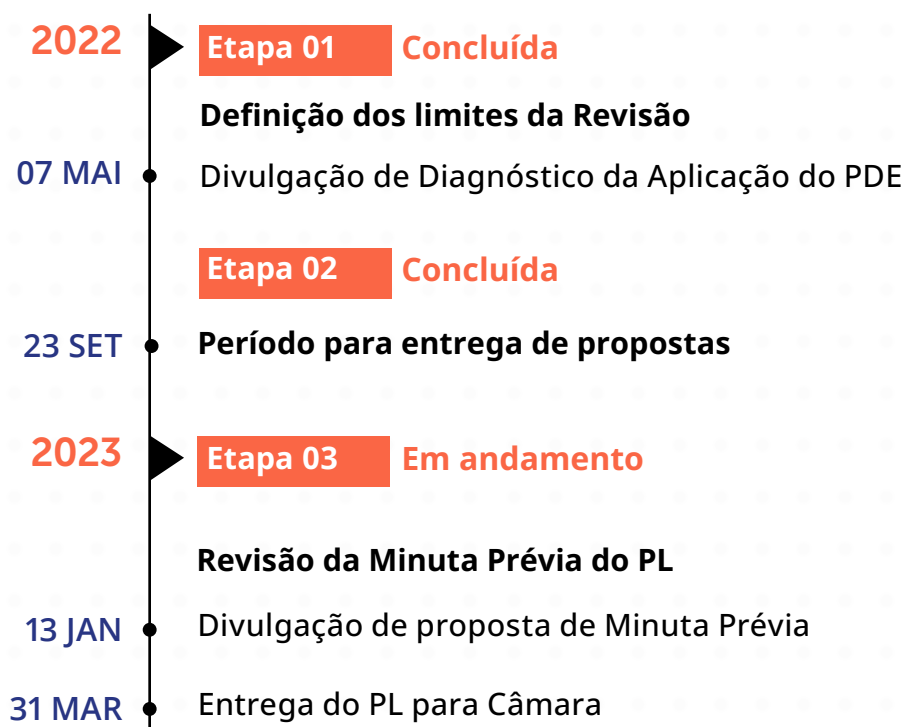 2022 Etapa 01 Concluída
Definição dos limites da Revisão
07 MAI Divulgação de Diagnóstico da Aplicação do PDE
Etapa 02 Concluída
23 SET Período para entrega de propostas
2023 Etapa 03 Em andamento
Revisão da Minuta Prévia do PL
13 JAN Divulgação de proposta de Minuta Prévia
31 MAR Entrega do PL para Câmara